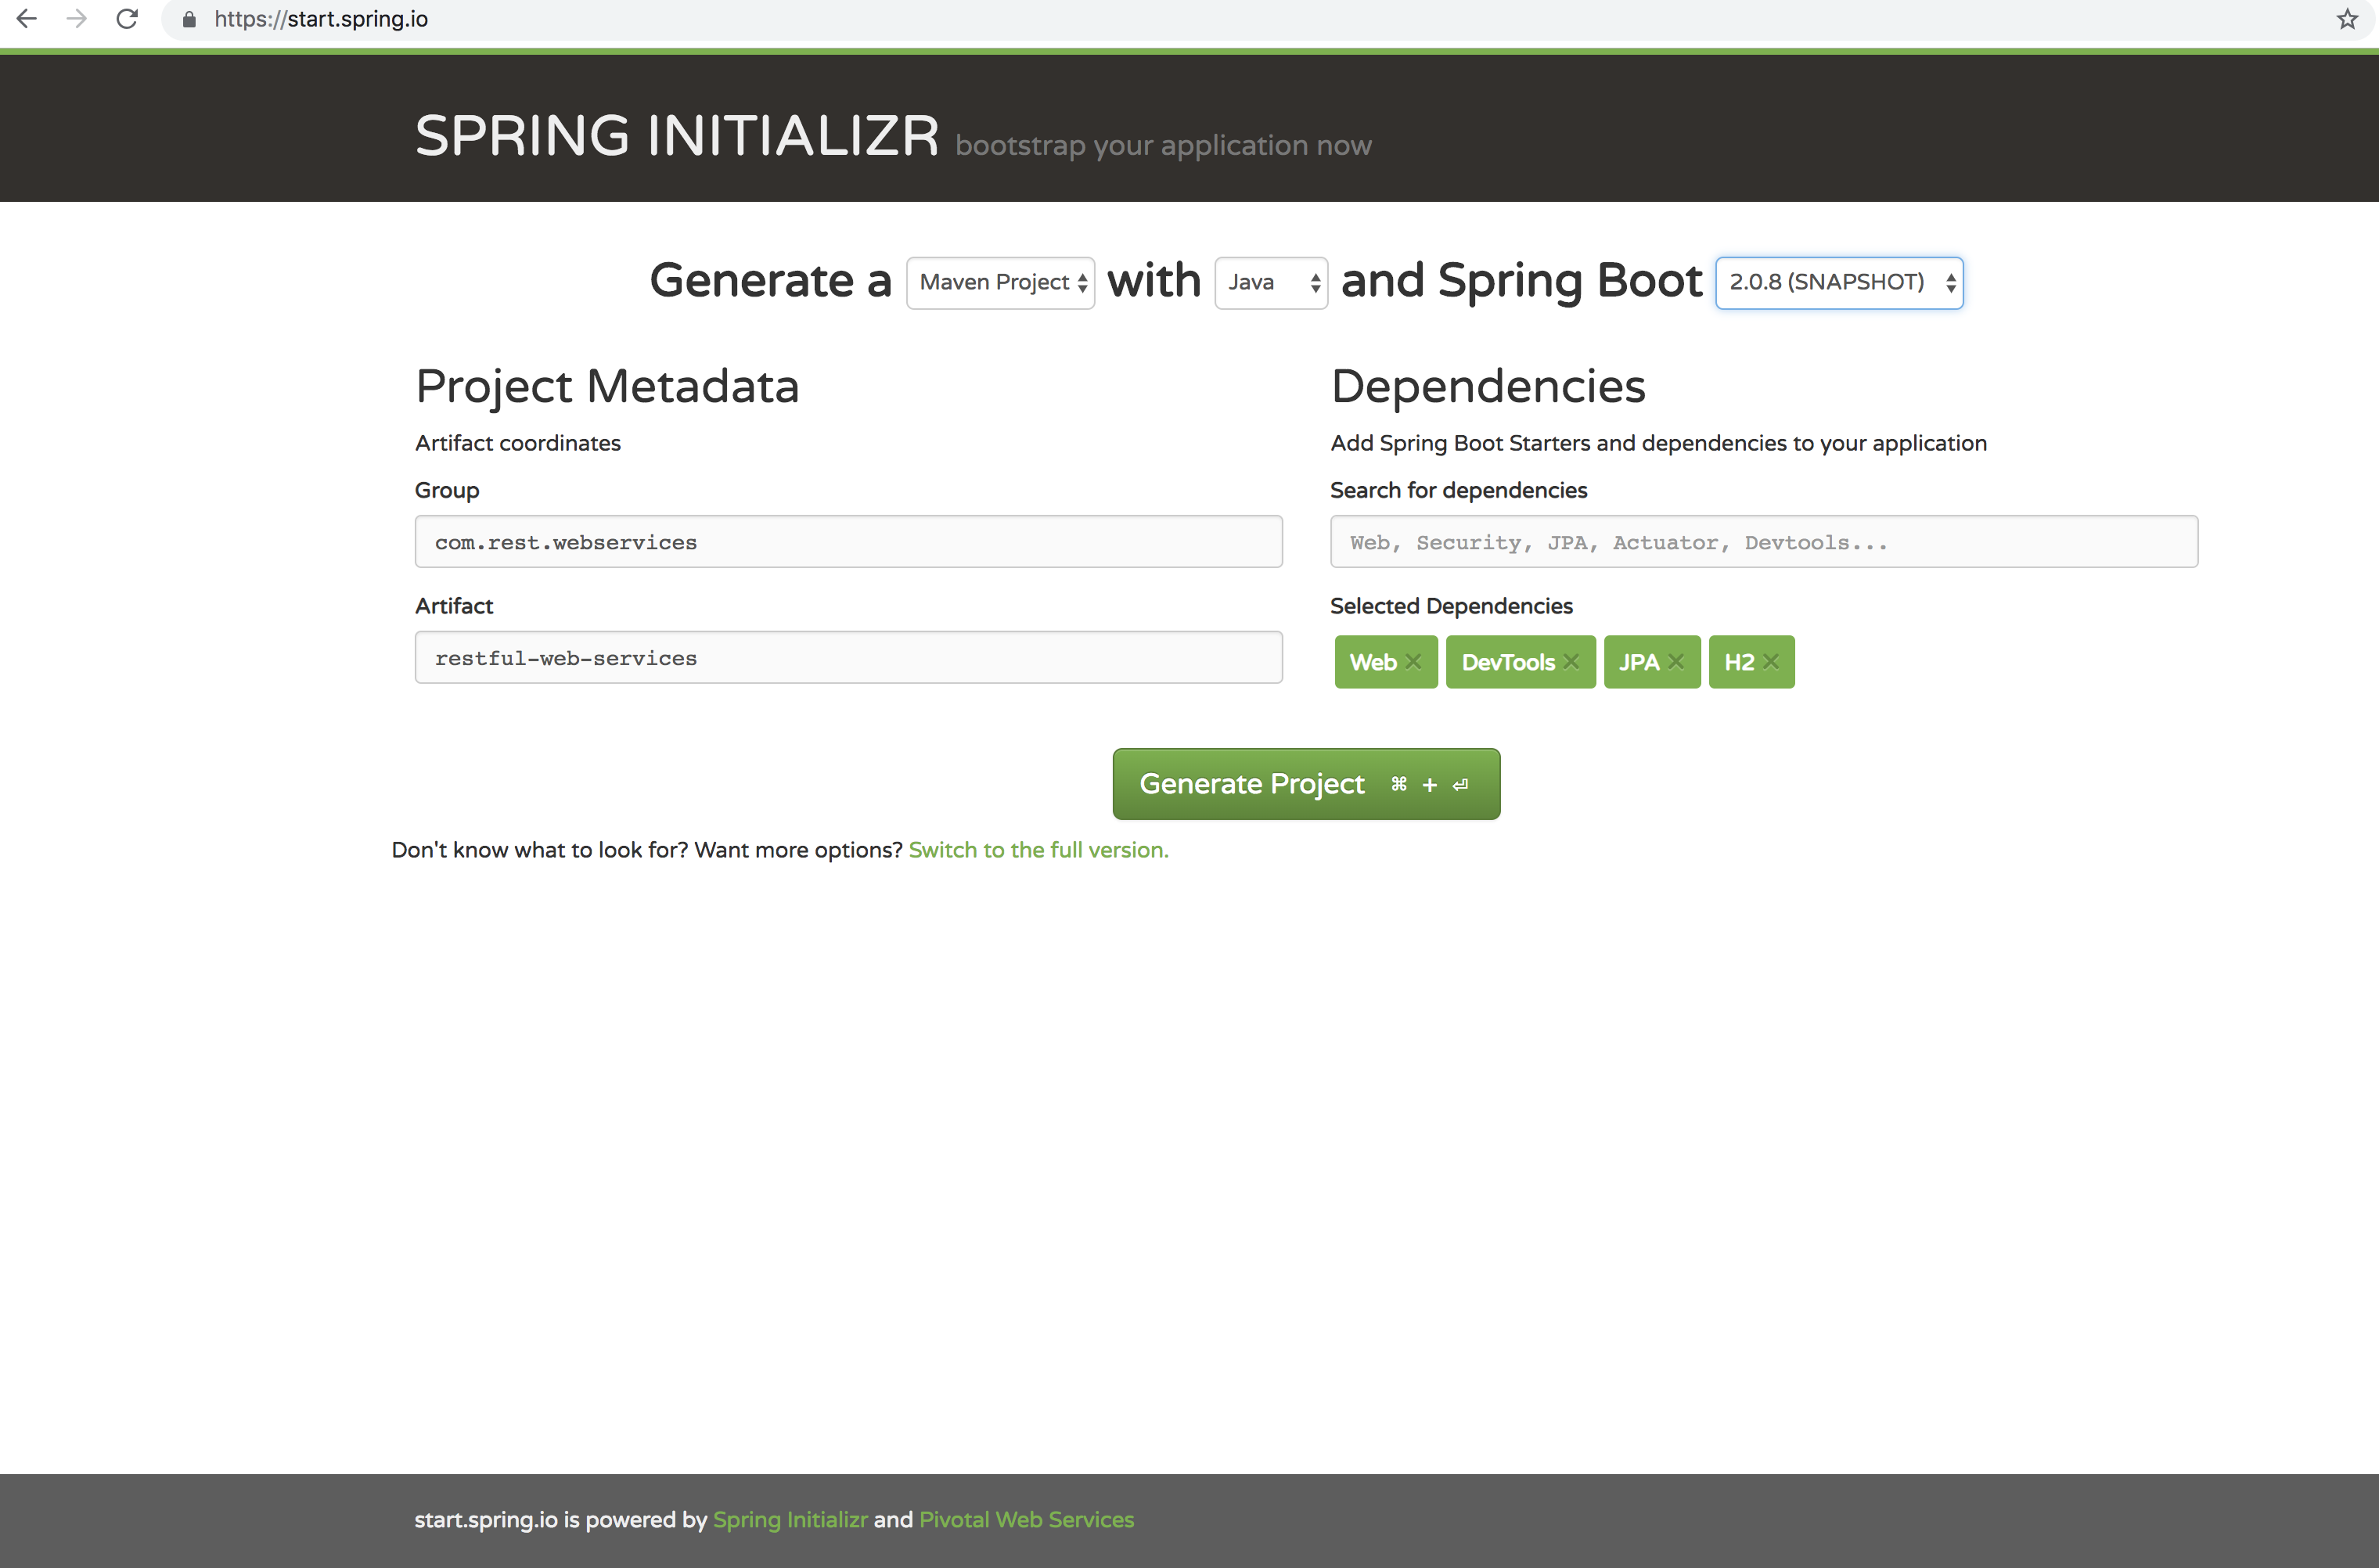 https://start.spring.io
SPRING INITIALIZR bootstrap your application now
Generate a Maven Project with Java and Spring Boot 2.0.8 (SNAPSHOT)
Project Metadata
Artifact coordinates
Group
com.rest.webservices
Artifact
restful-web-services
Dependencies
Add Spring Boot Starters and dependencies to your application
Search for dependencies
Web, Security, JPA, Actuator, Devtools...
Selected Dependencies
Web × DevTools × JPA × H2 ×
Generate Project ⌘ + ⏎
Don't know what to look for? Want more options? Switch to the full version.
start.spring.io is powered by Spring Initializr and Pivotal Web Services